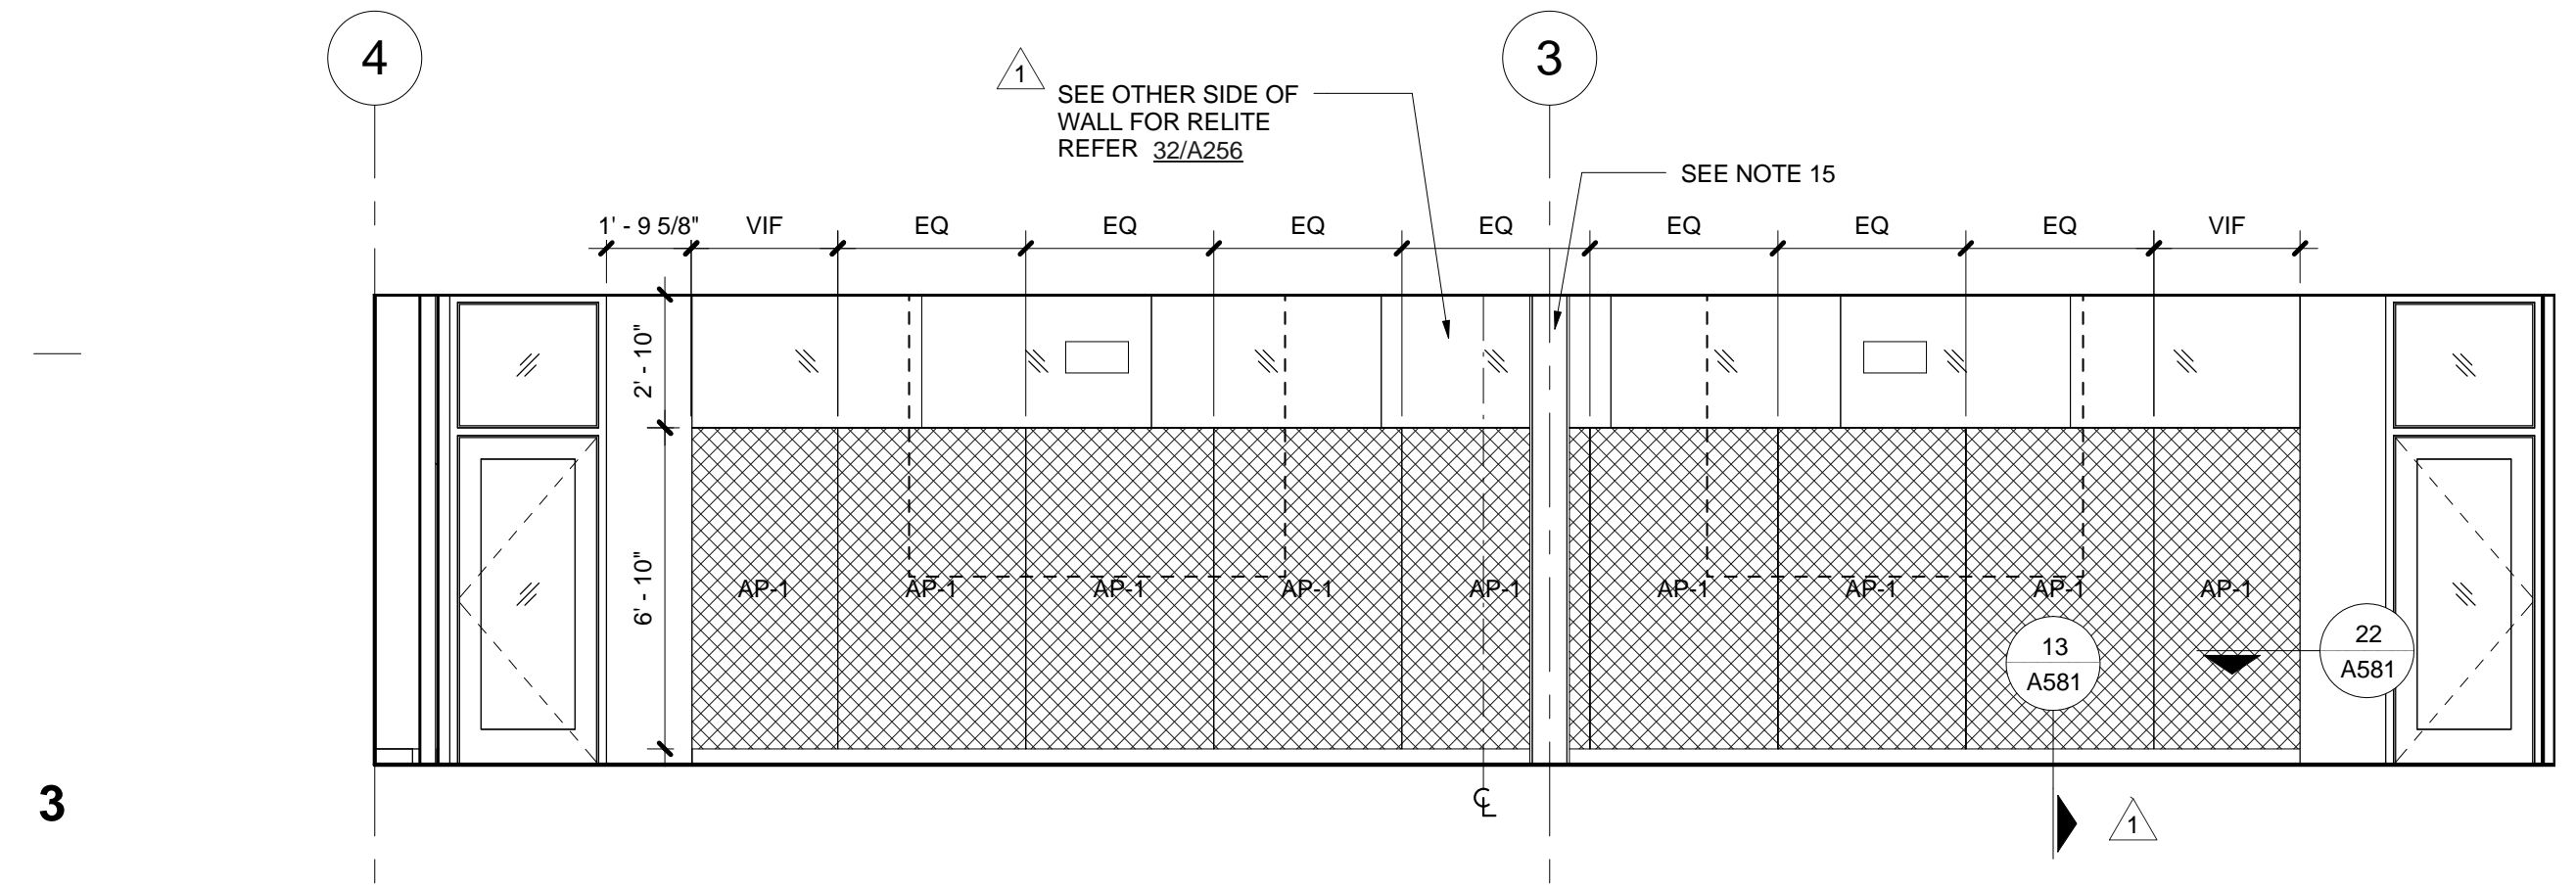 4
3
1
SEE OTHER SIDE OF
WALL FOR RELITE
REFER 32/A256
SEE NOTE 15
1' - 9 5/8" VIF EQ EQ EQ EQ EQ EQ EQ VIF
2' - 10"
6' - 10"
AP-1 AP-1 AP-1 AP-1 AP-1 AP-1 AP-1 AP-1 AP-1
13
A581
22
A581
3
℄
1